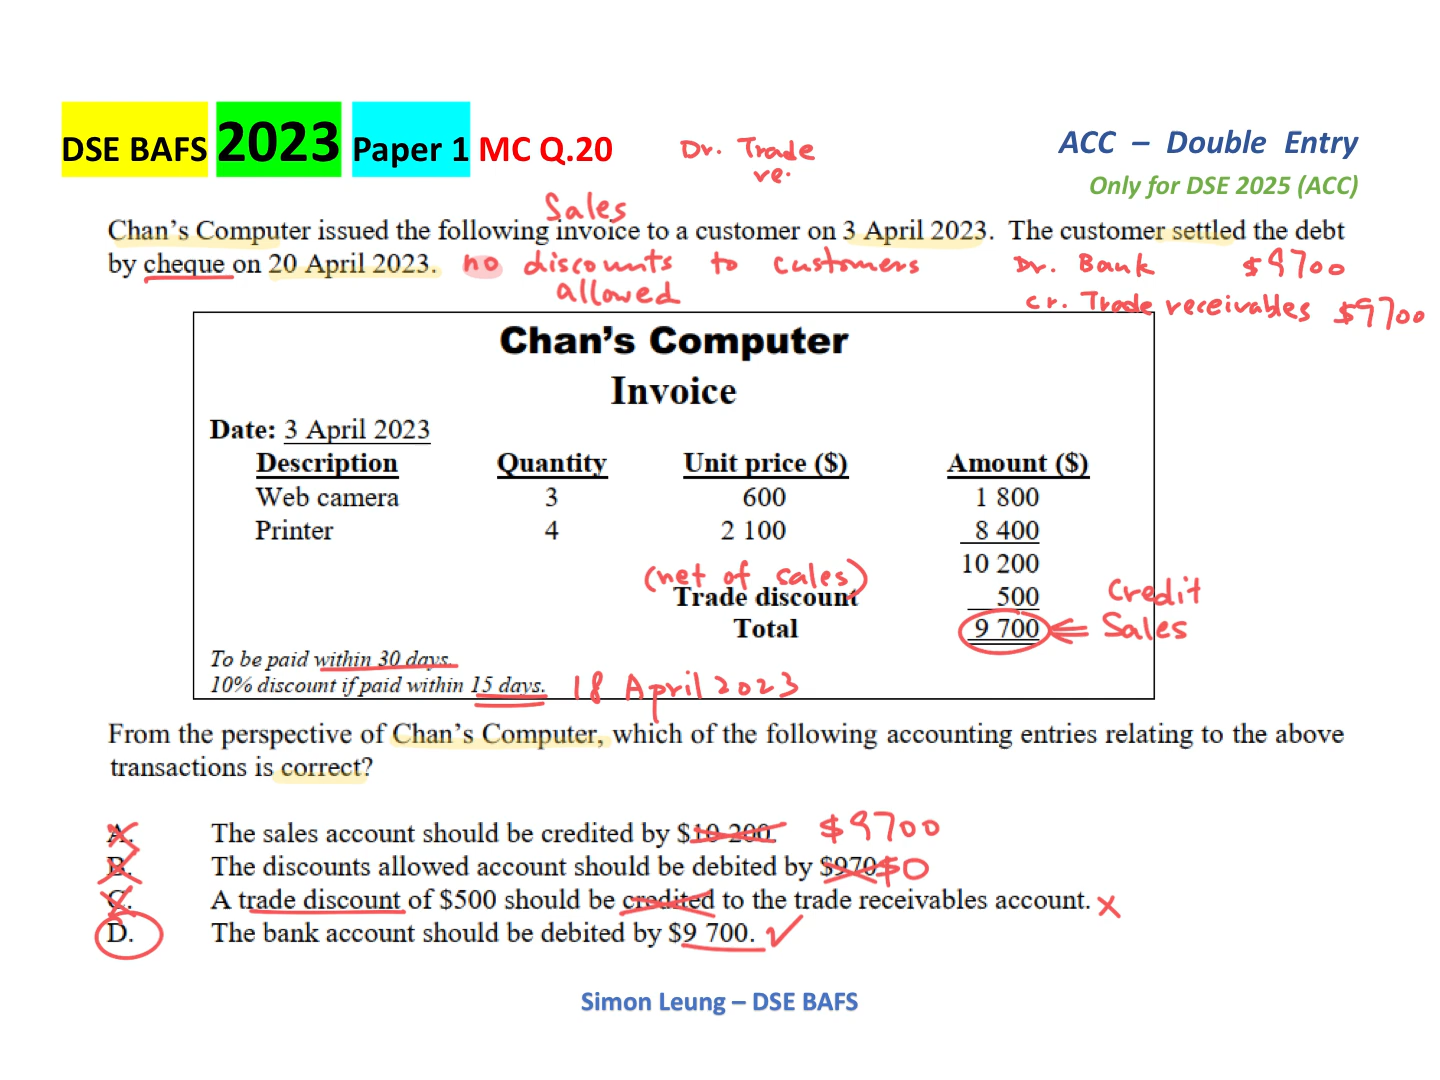 DSE BAFS 2023 Paper 1 MC Q.20
Dr. Trade
re.
ACC – Double Entry
Only for DSE 2025 (ACC)
Sales
Chan's Computer issued the following invoice to a customer on 3 April 2023. The customer settled the debt
by cheque on 20 April 2023. no discounts to customers
allowed
Dr. Bank $9700
cr. Trade receivables $9700
Chan's Computer
Invoice
Date: 3 April 2023
Description Quantity Unit price ($) Amount ($)
Web camera 3 600 1 800
Printer 4 2 100 8 400
10 200
(net of sales)
Trade discount 500
Total 9 700
Credit
Sales
To be paid within 30 days.
10% discount if paid within 15 days. 18 April 2023
From the perspective of Chan's Computer, which of the following accounting entries relating to the above
transactions is correct?
A. The sales account should be credited by $10 200. $9700
B. The discounts allowed account should be debited by $970. $0
C. A trade discount of $500 should be credited to the trade receivables account.
D. The bank account should be debited by $9 700.
Simon Leung – DSE BAFS